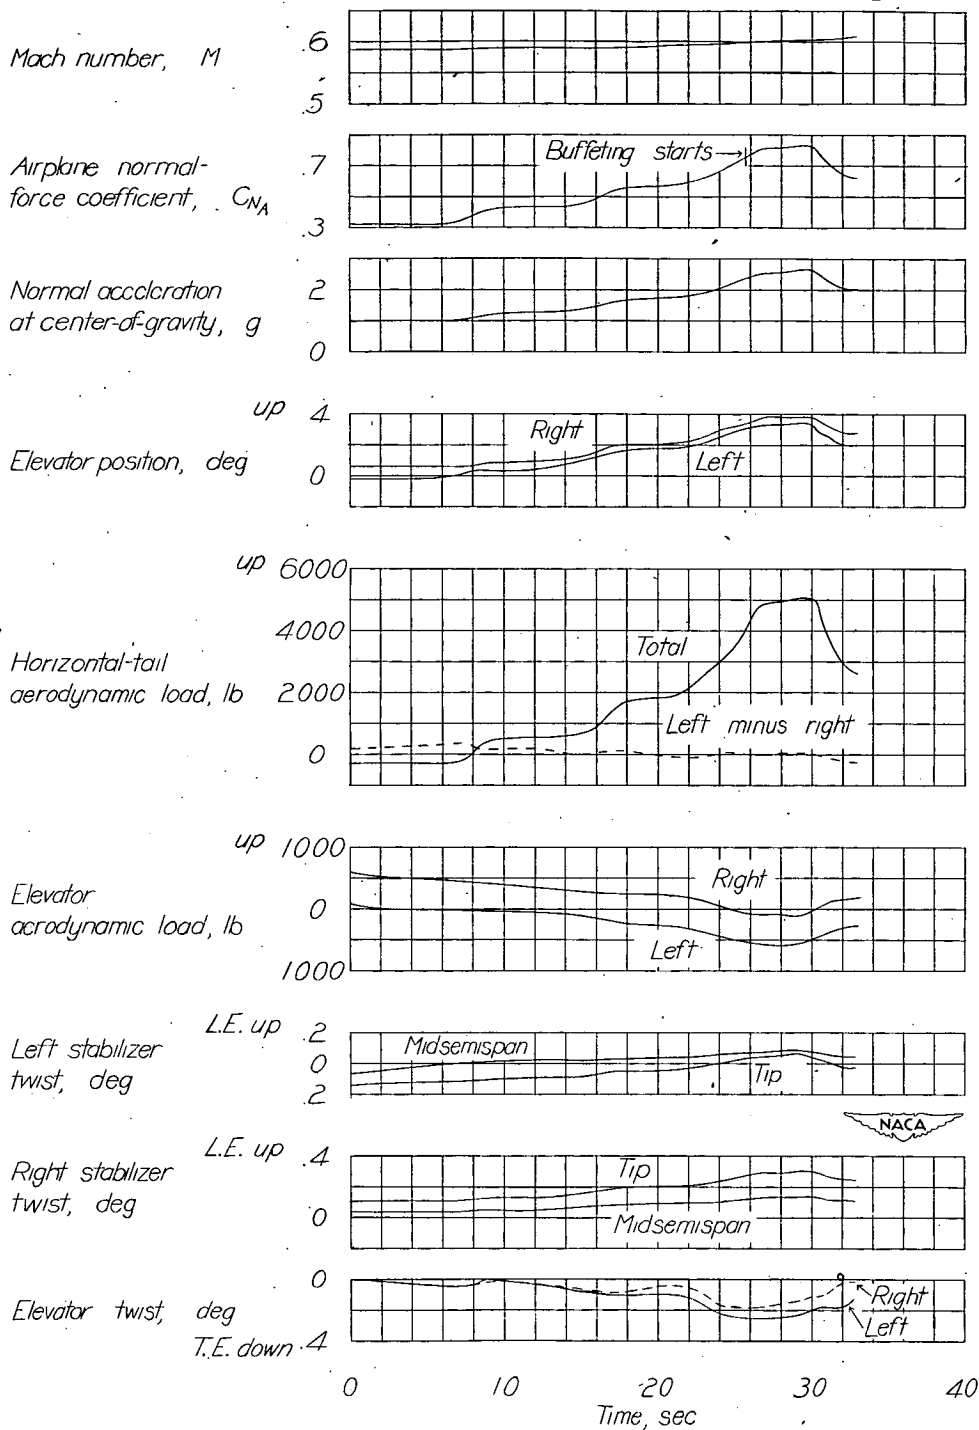 Mach number, M
.6
.5
Airplane normal-
force coefficient, CNA
.7
.3
Buffeting starts→
Normal acceleration
at center-of-gravity, g
2
0
Elevator position, deg
up 4
0
Right
Left
Horizontal-tail
aerodynamic load, lb
up 6000
4000
2000
0
Total
Left minus right
Elevator
aerodynamic load, lb
up 1000
0
1000
Right
Left
Left stabilizer
twist, deg
L.E. up .2
0
.2
Midsemispan
Tip
NACA
Right stabilizer
twist, deg
L.E. up .4
0
Tip
Midsemispan
Elevator twist, deg
0
T.E. down .4
Right
Left
0 10 20 30 40
Time, sec